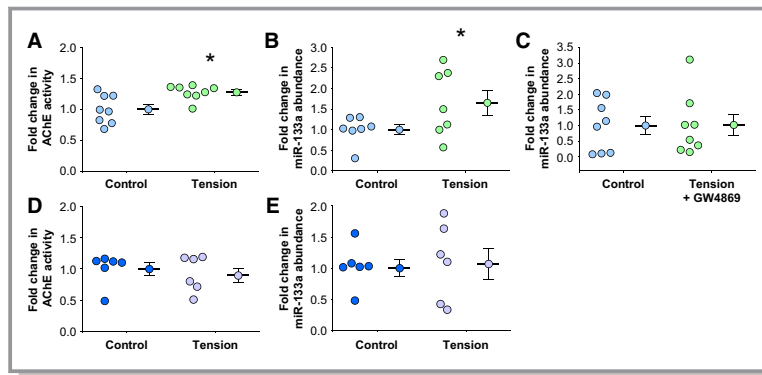 A
Fold change in
AChE activity
2.0
1.5
1.0
0.5
0.0
*
Control
Tension
B
Fold change in
miR-133a abundance
3.0
2.5
2.0
1.5
1.0
0.5
0.0
*
Control
Tension
C
Fold change in
miR-133a abundance
3.5
3.0
2.5
2.0
1.5
1.0
0.5
0.0
Control
Tension
+ GW4869
D
Fold change in
AChE activity
2.0
1.5
1.0
0.5
0.0
Control
Tension
E
Fold change in
miR-133a abundance
2.0
1.5
1.0
0.5
0.0
Control
Tension